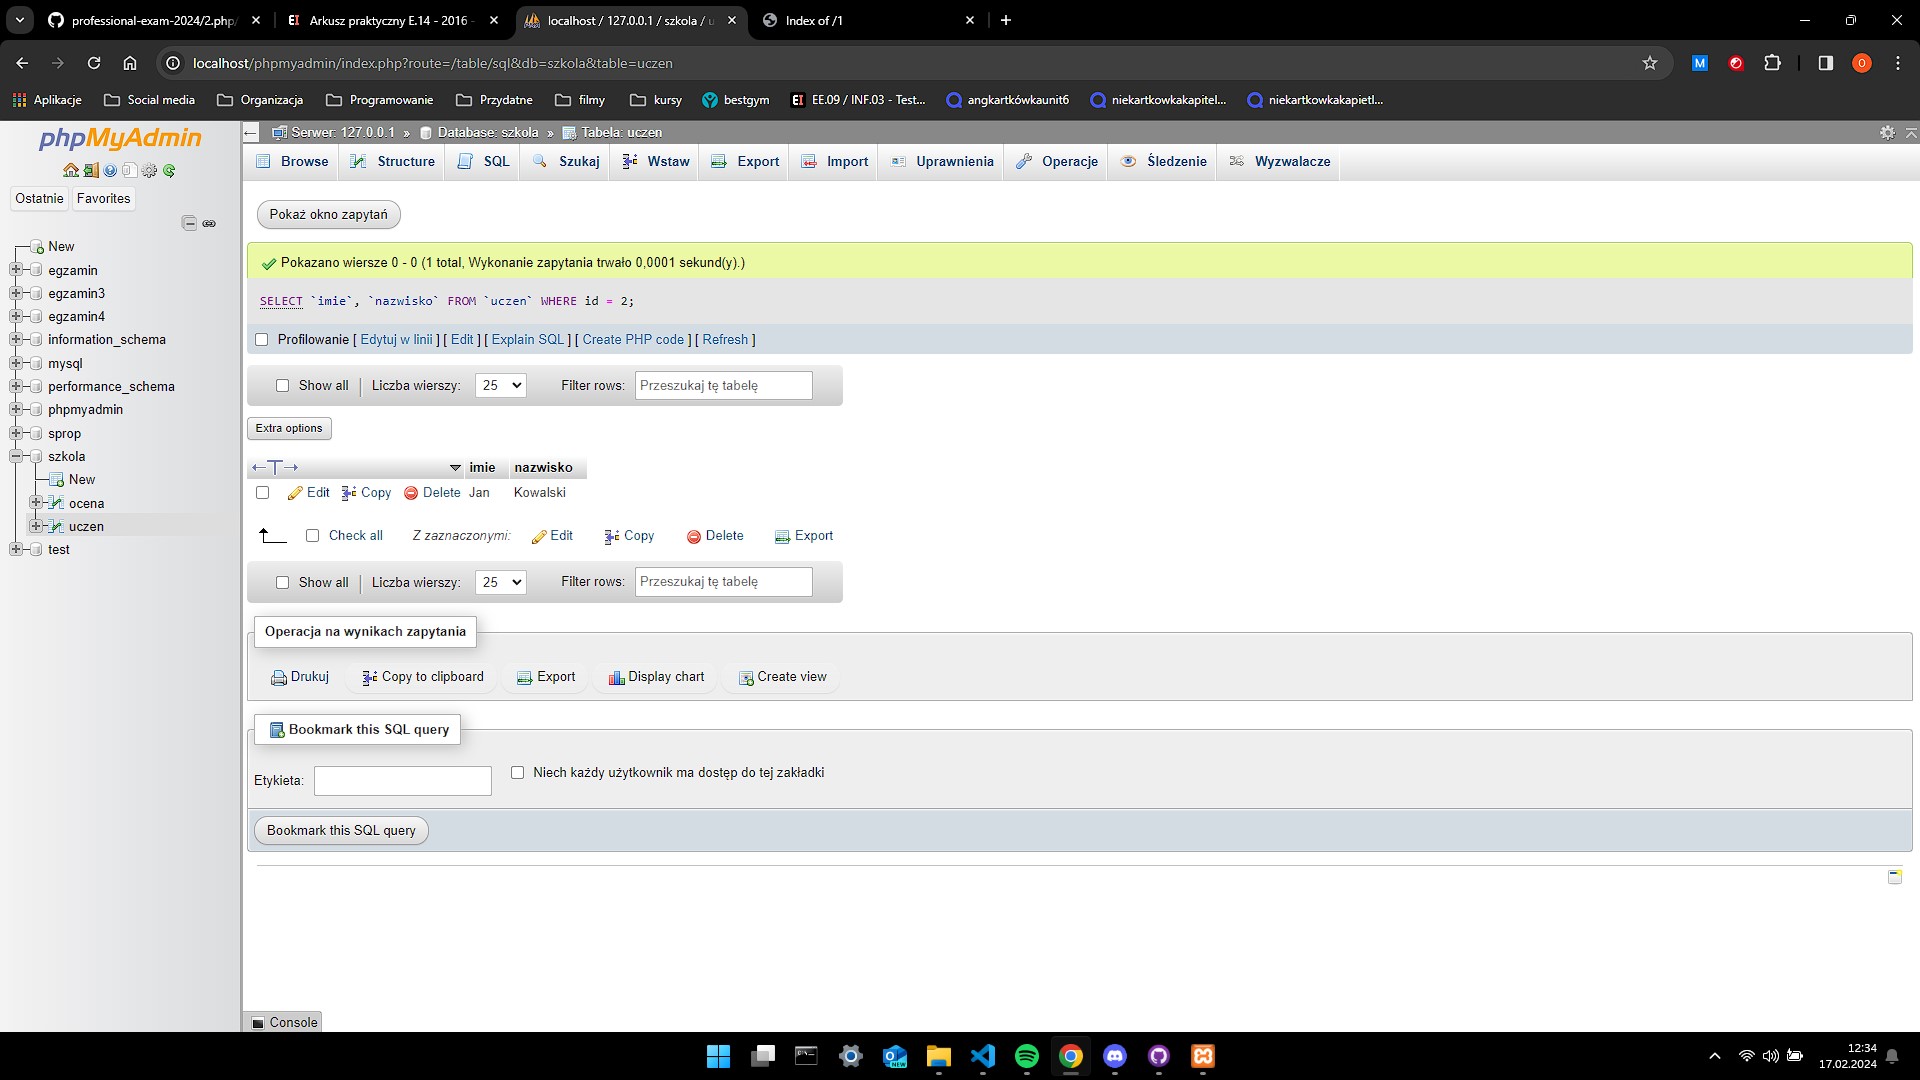 professional-exam-2024/2.php
Arkusz praktyczny E.14 - 2016 -
localhost / 127.0.0.1 / szkola / u
Index of /1
localhost/phpmyadmin/index.php?route=/table/sql&db=szkola&table=uczen
Aplikacje
Social media
Organizacja
Programowanie
Przydatne
filmy
kursy
bestgym
EE.09 / INF.03 - Test...
angkartkówkaunit6
niekartkowkakapitel...
niekartkowkakapietl...
phpMyAdmin
Ostatnie
Favorites
New
egzamin
egzamin3
egzamin4
information_schema
mysql
performance_schema
phpmyadmin
sprop
szkola
New
ocena
uczen
test
Serwer: 127.0.0.1 » Database: szkola » Tabela: uczen
Browse Structure SQL Szukaj Wstaw Export Import Uprawnienia Operacje Śledzenie Wyzwalacze
Pokaż okno zapytań
Pokazano wiersze 0 - 0 (1 total, Wykonanie zapytania trwało 0,0001 sekund(y).)
SELECT `imie`, `nazwisko` FROM `uczen` WHERE id = 2;
Profilowanie [ Edytuj w linii ] [ Edit ] [ Explain SQL ] [ Create PHP code ] [ Refresh ]
Show all | Liczba wierszy: 25 Filter rows: Przeszukaj tę tabelę
Extra options
imie nazwisko
Edit Copy Delete Jan Kowalski
Check all Z zaznaczonymi: Edit Copy Delete Export
Show all | Liczba wierszy: 25 Filter rows: Przeszukaj tę tabelę
Operacja na wynikach zapytania
Drukuj Copy to clipboard Export Display chart Create view
Bookmark this SQL query
Etykieta: Niech każdy użytkownik ma dostęp do tej zakładki
Bookmark this SQL query
Console
12:34
17.02.2024